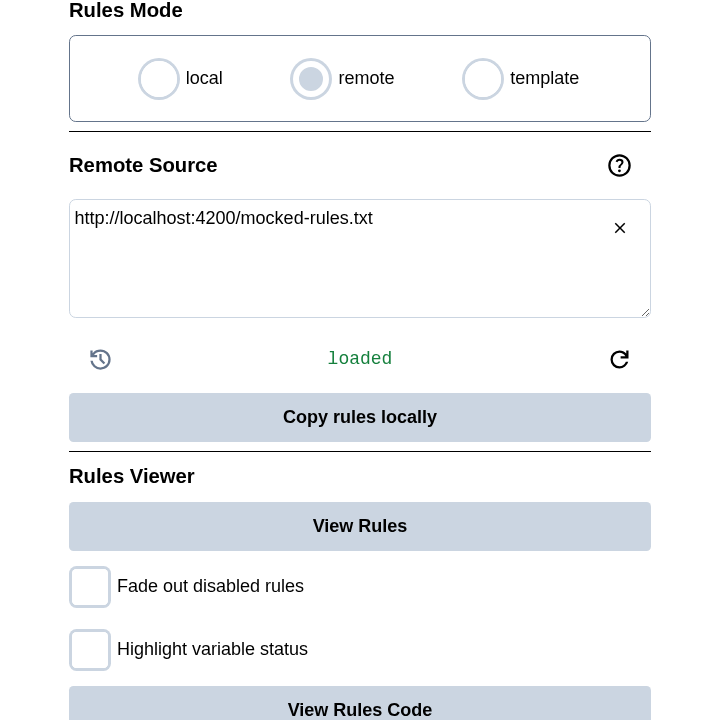 Rules Mode
local
remote
template
Remote Source
http://localhost:4200/mocked-rules.txt
loaded
Copy rules locally
Rules Viewer
View Rules
Fade out disabled rules
Highlight variable status
View Rules Code